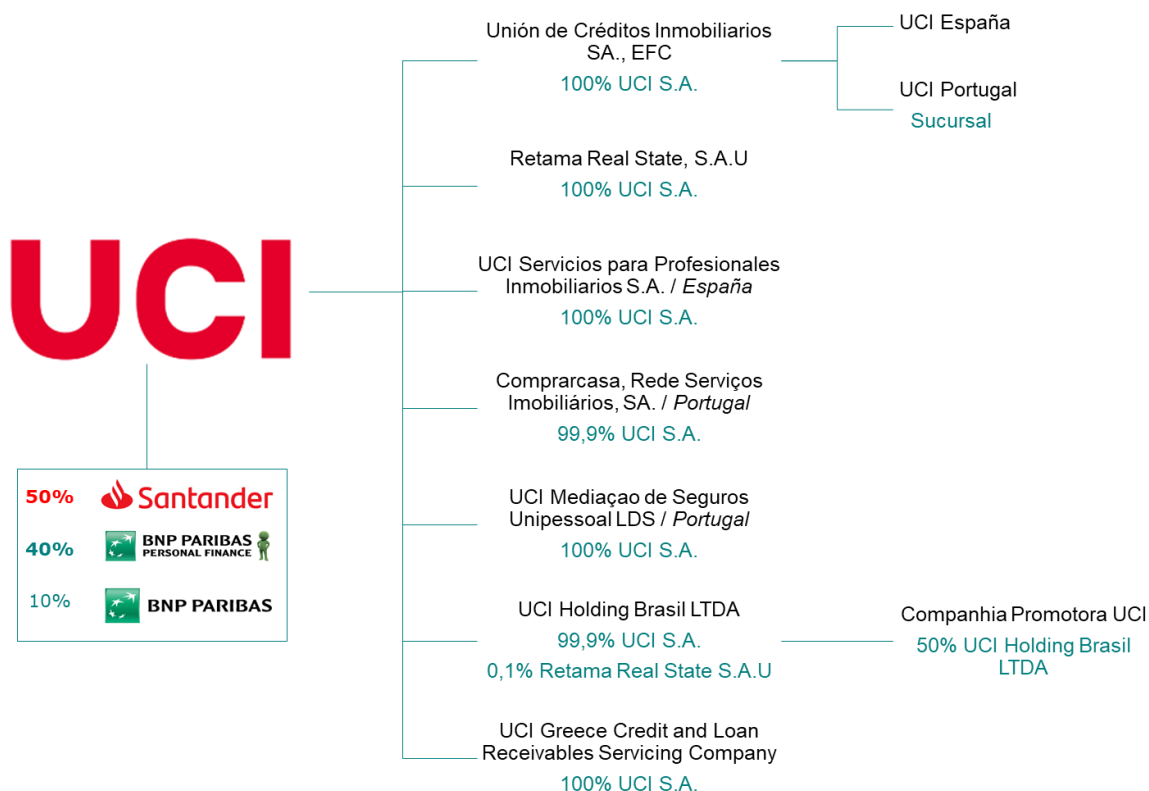 UCI
50% Santander
40% BNP PARIBAS
PERSONAL FINANCE
10% BNP PARIBAS
Unión de Créditos Inmobiliarios
SA., EFC
100% UCI S.A.
UCI España
UCI Portugal
Sucursal
Retama Real State, S.A.U
100% UCI S.A.
UCI Servicios para Profesionales
Inmobiliarios S.A. / España
100% UCI S.A.
Comprarcasa, Rede Serviços
Imobiliários, SA. / Portugal
99,9% UCI S.A.
UCI Mediaçao de Seguros
Unipessoal LDS / Portugal
100% UCI S.A.
UCI Holding Brasil LTDA
99,9% UCI S.A.
0,1% Retama Real State S.A.U
Companhia Promotora UCI
50% UCI Holding Brasil
LTDA
UCI Greece Credit and Loan
Receivables Servicing Company
100% UCI S.A.